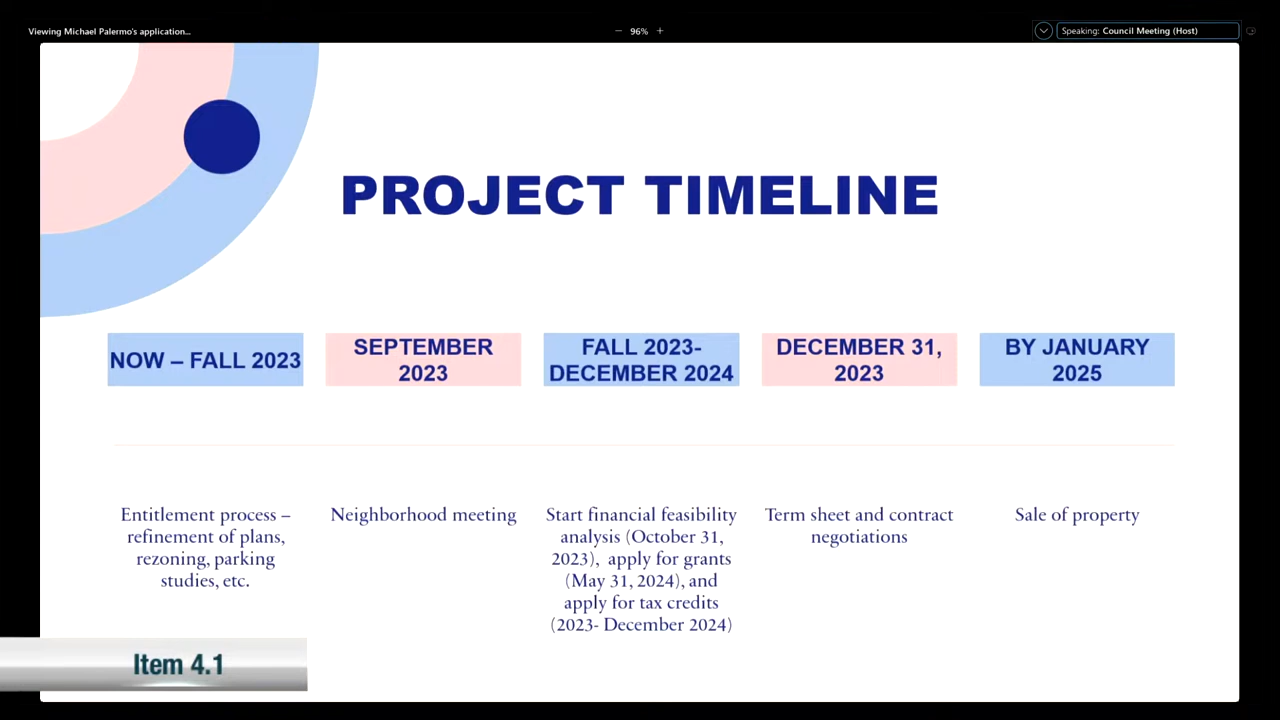 Viewing Michael Palermo's application...
96%
Speaking: Council Meeting (Host)
PROJECT TIMELINE
NOW – FALL 2023
SEPTEMBER
2023
FALL 2023-
DECEMBER 2024
DECEMBER 31,
2023
BY JANUARY
2025
Entitlement process –
refinement of plans,
rezoning, parking
studies, etc.
Neighborhood meeting
Start financial feasibility
analysis (October 31,
2023), apply for grants
(May 31, 2024), and
apply for tax credits
(2023- December 2024)
Term sheet and contract
negotiations
Sale of property
Item 4.1